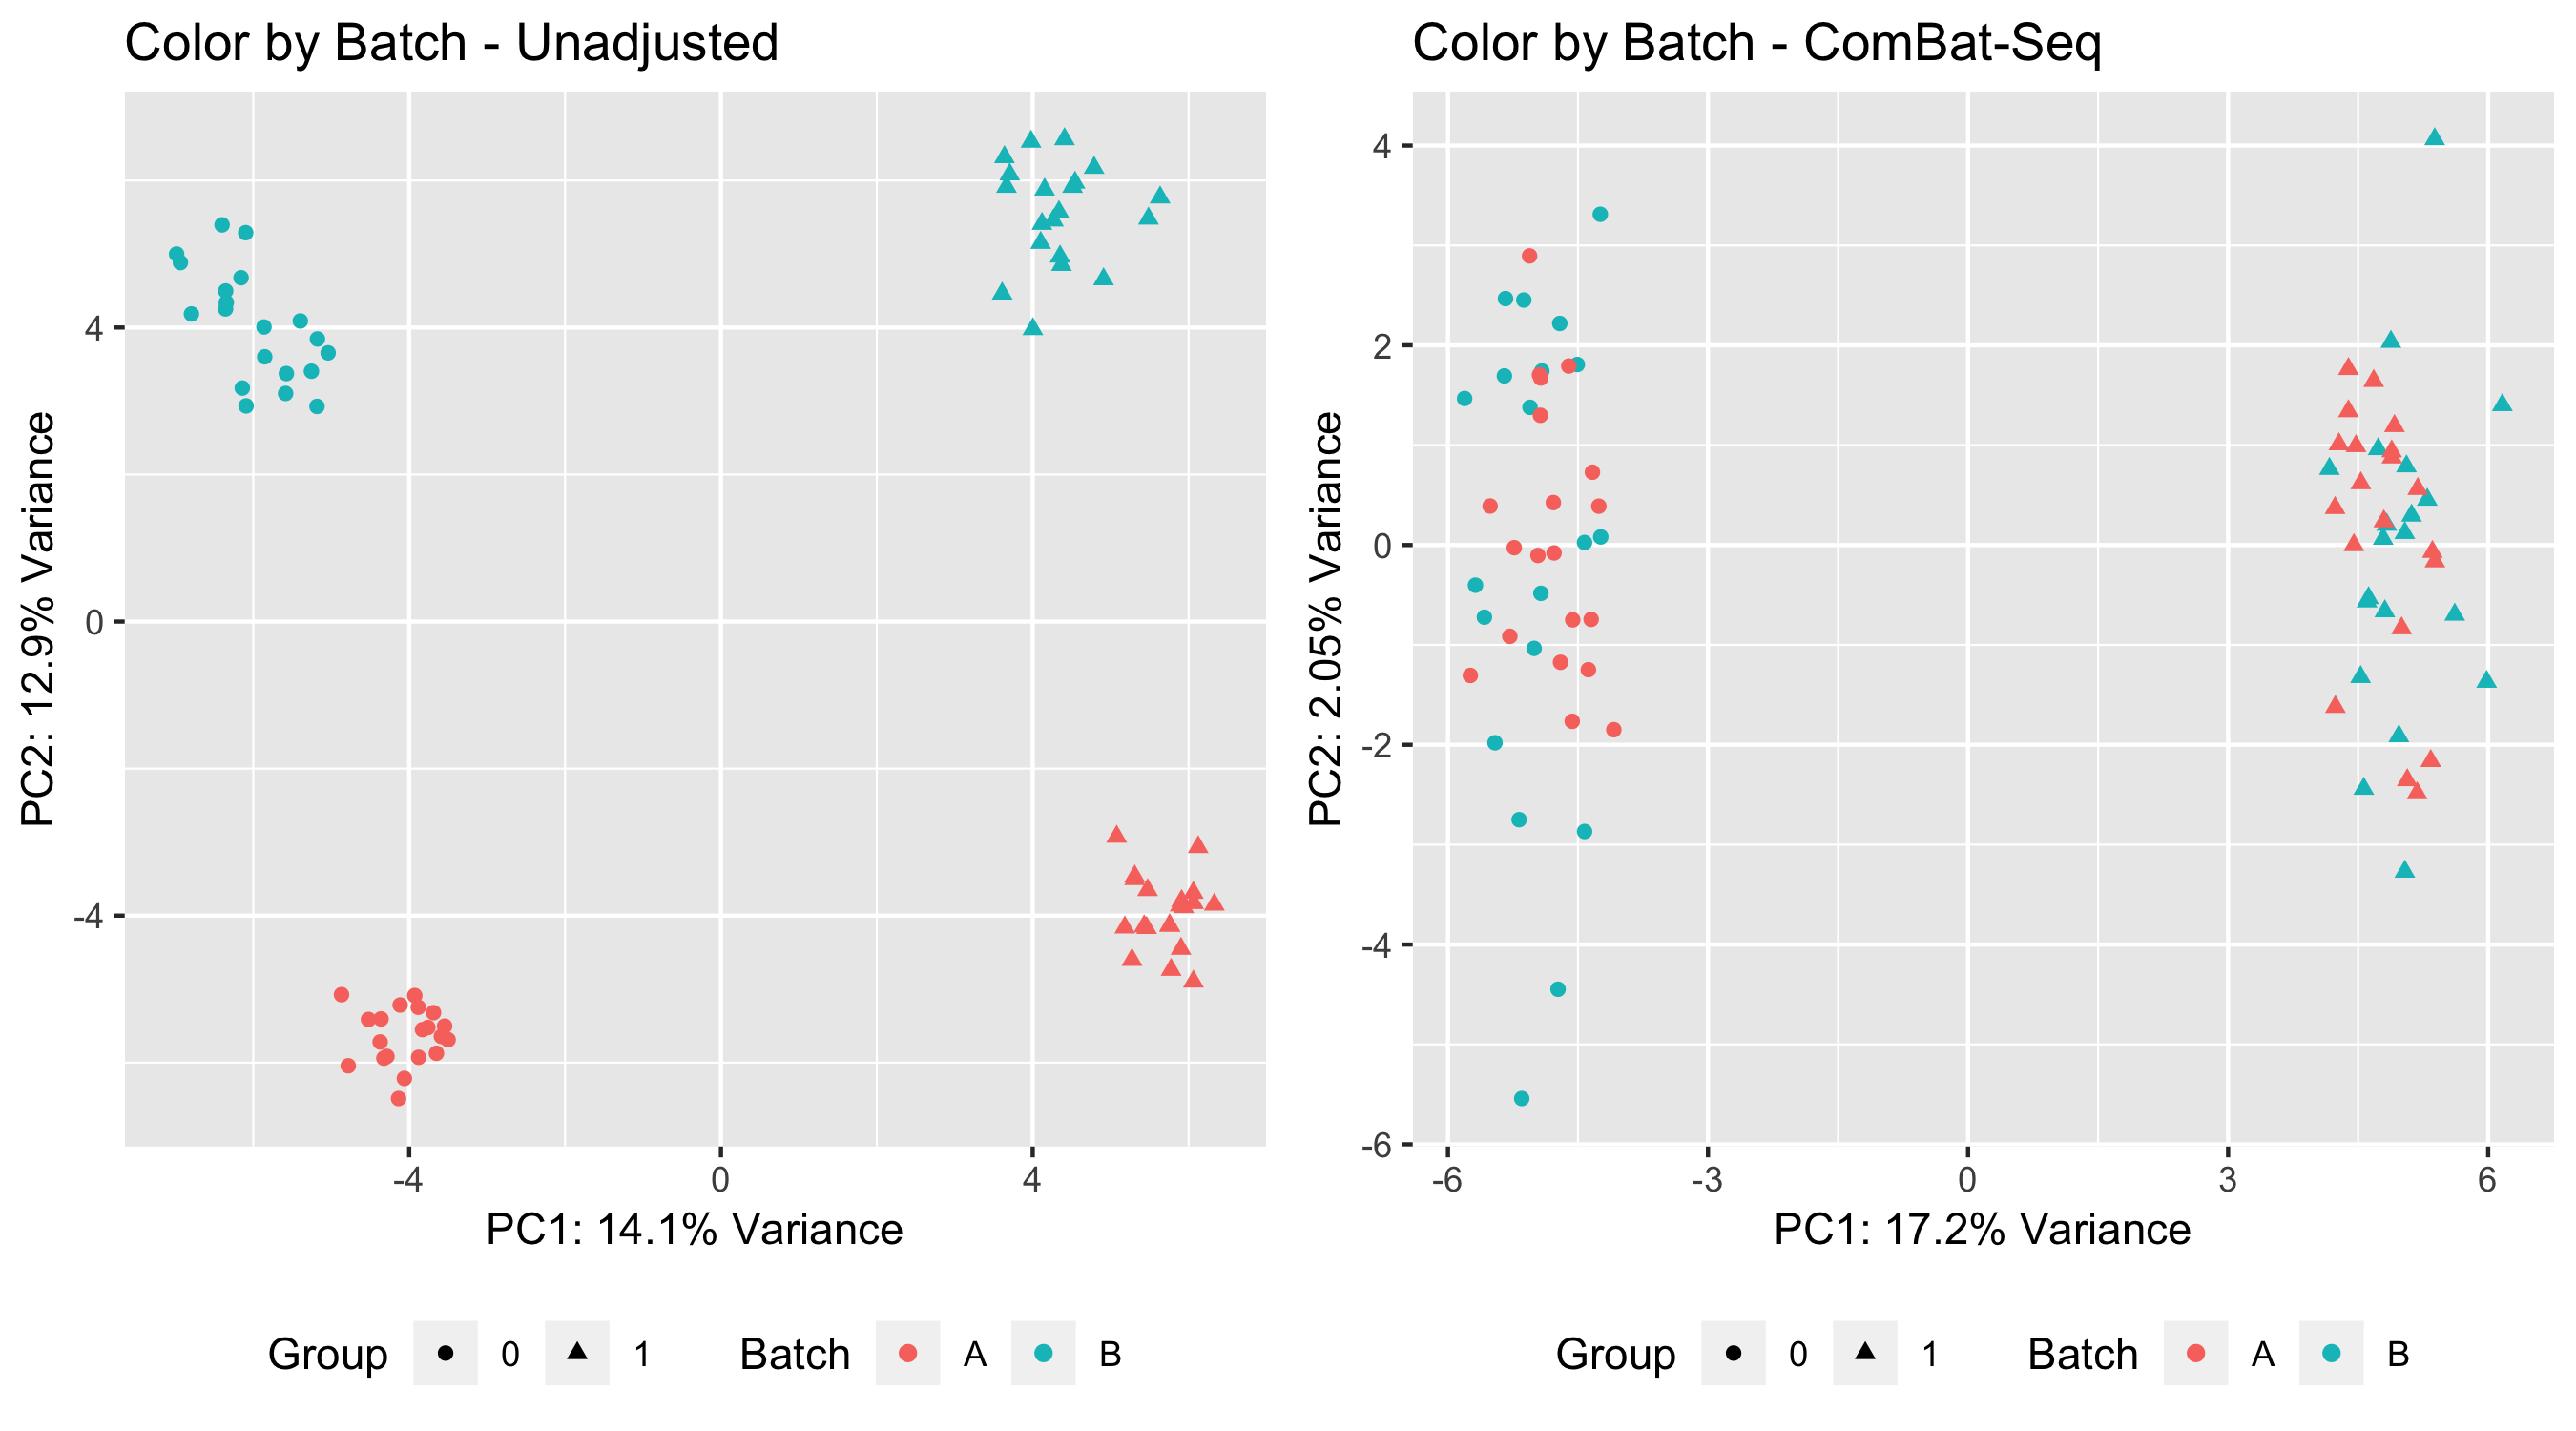 Color by Batch - Unadjusted
PC2: 12.9% Variance
4
0
-4
-4
0
4
PC1: 14.1% Variance
Group 0 1 Batch A B
Color by Batch - ComBat-Seq
PC2: 2.05% Variance
4
2
0
-2
-4
-6
-6
-3
0
3
6
PC1: 17.2% Variance
Group 0 1 Batch A B